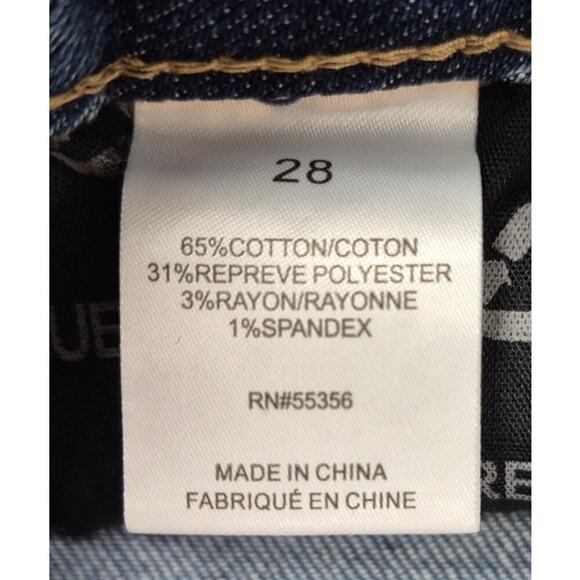 28
65%COTTON/COTON
31%REPREVE POLYESTER
3%RAYON/RAYONNE
1%SPANDEX
RN#55356
MADE IN CHINA
FABRIQUÉ EN CHINE